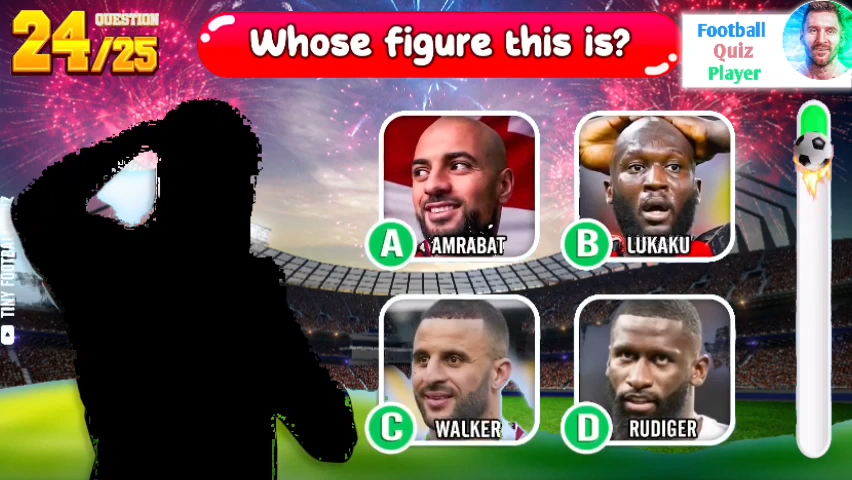 QUESTION
24/25
Whose figure this is?
Football
Quiz
Player
A AMRABAT
B LUKAKU
C WALKER
D RUDIGER
TINY FOOTBA